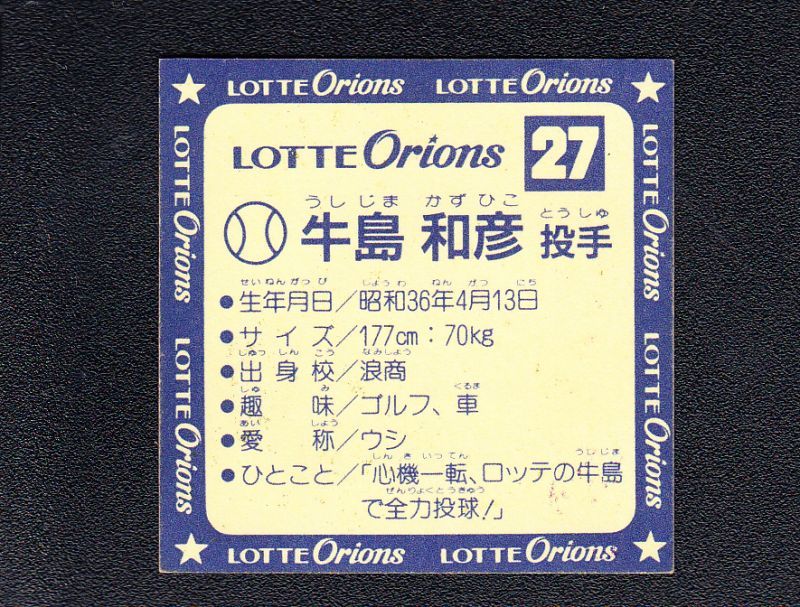 LOTTE Orions LOTTE Orions
LOTTE Orions
LOTTE Orions
LOTTE Orions 27
うしじま かずひこ とうしゅ
牛島 和彦 投手
せいねんがっぴ しょうわ ねん がつ にち
●生年月日/昭和36年4月13日
●サイズ/177cm:70kg
しゅっしんこう なみしょう
●出身校/浪商
しゅ み くるま
●趣味/ゴルフ、車
あい しょう
●愛称/ウシ
しんきいってん うしじま
●ひとこと/「心機一転、ロッテの牛島
ぜんりょくとうきゅう
で全力投球!」
LOTTE Orions
LOTTE Orions
LOTTE Orions LOTTE Orions